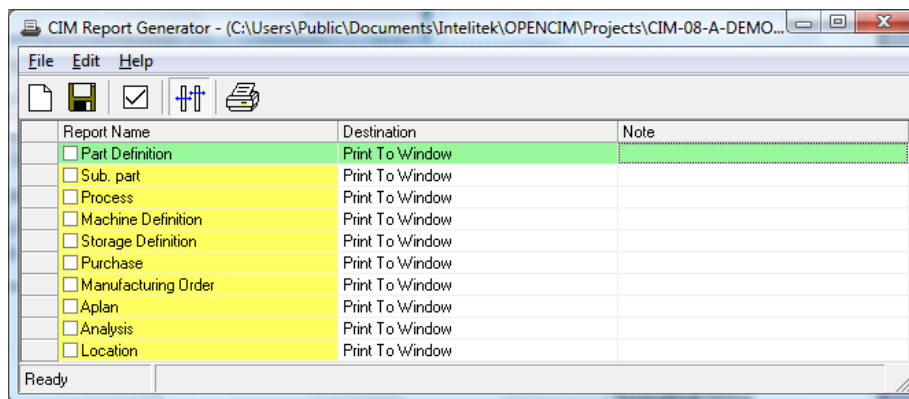 CIM Report Generator - (C:\Users\Public\Documents\Intelitek\OPENCIM\Projects\CIM-08-A-DEMO...
File Edit Help
Report Name Destination Note
Part Definition Print To Window
Sub. part Print To Window
Process Print To Window
Machine Definition Print To Window
Storage Definition Print To Window
Purchase Print To Window
Manufacturing Order Print To Window
Aplan Print To Window
Analysis Print To Window
Location Print To Window
Ready